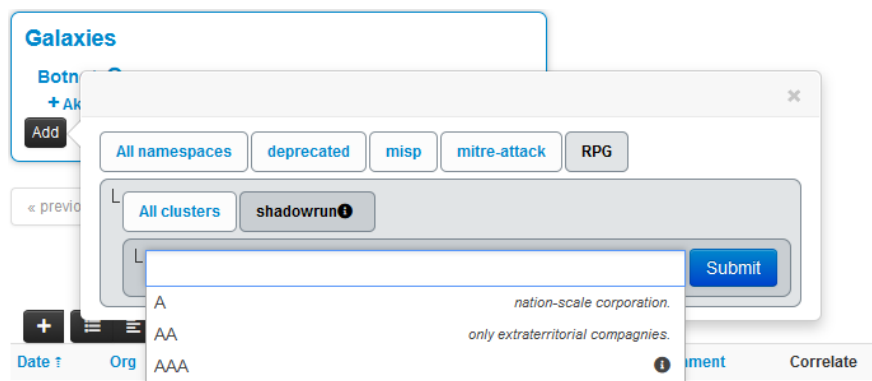 Galaxies
Botn
+ Ak
Add
×
All namespaces deprecated misp mitre-attack RPG
« previo
All clusters shadowrun
Submit
A nation-scale corporation.
AA only extraterritorial compagnies.
AAA
Date ↑ Org ment Correlate